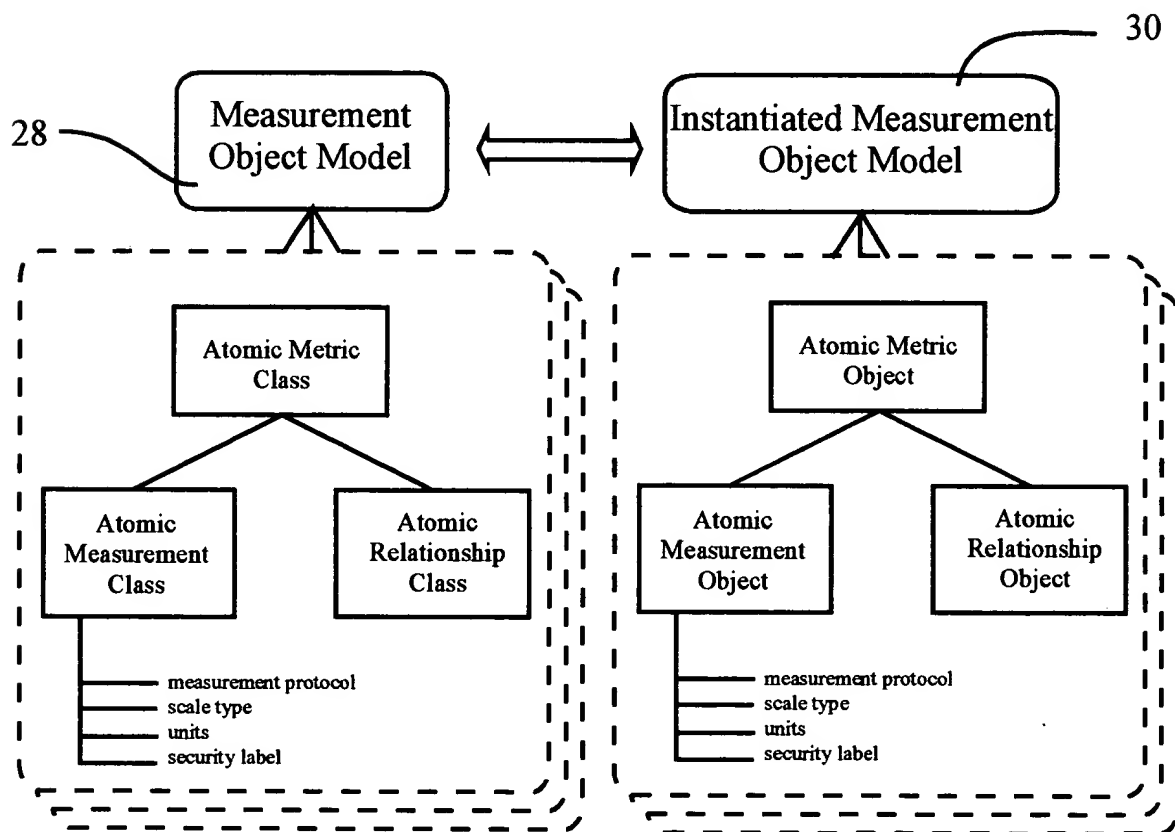 30
28
Measurement
Object Model
Instantiated Measurement
Object Model
Atomic Metric
Class
Atomic
Measurement
Class
Atomic
Relationship
Class
measurement protocol
scale type
units
security label
Atomic Metric
Object
Atomic
Measurement
Object
Atomic
Relationship
Object
measurement protocol
scale type
units
security label